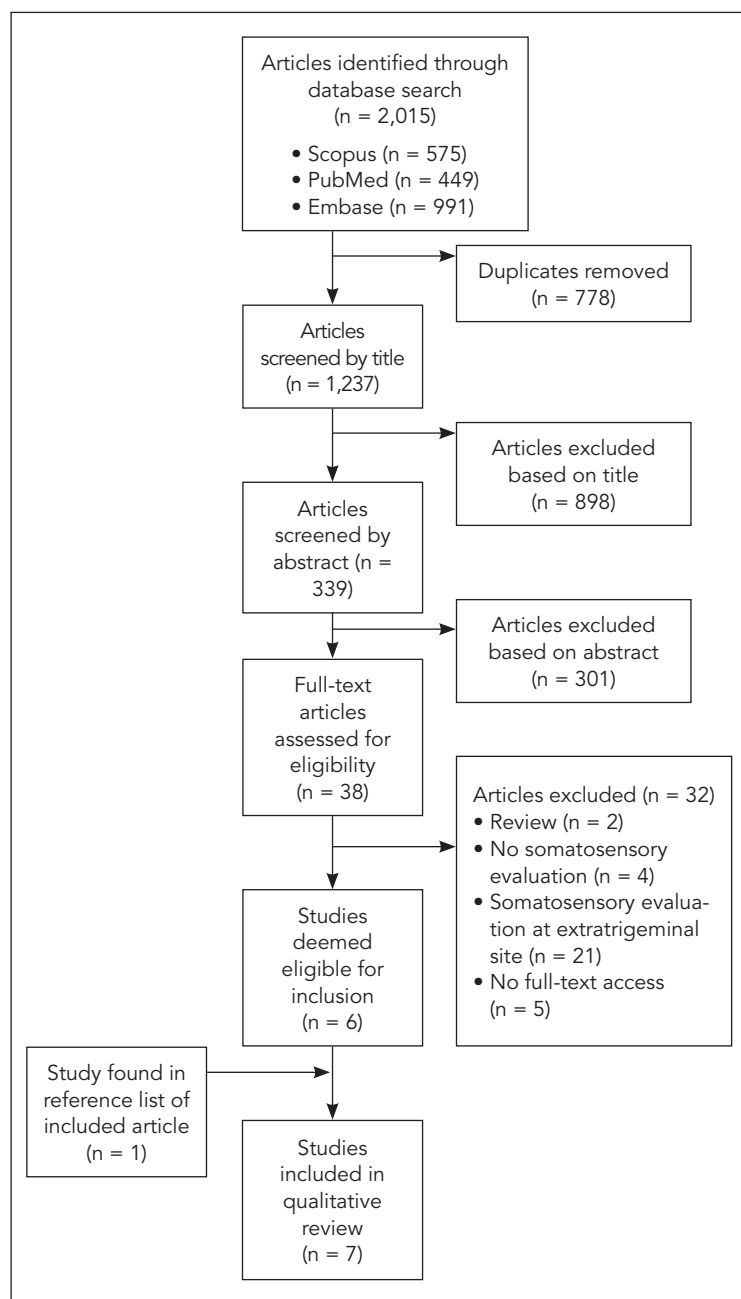 Articles identified through
database search
(n = 2,015)
• Scopus (n = 575)
• PubMed (n = 449)
• Embase (n = 991)
Duplicates removed
(n = 778)
Articles
screened by title
(n = 1,237)
Articles excluded
based on title
(n = 898)
Articles
screened by
abstract (n =
339)
Articles excluded
based on abstract
(n = 301)
Full-text
articles
assessed for
eligibility
(n = 38)
Articles excluded (n = 32)
• Review (n = 2)
• No somatosensory
evaluation (n = 4)
• Somatosensory evalua-
tion at extratrigeminal
site (n = 21)
• No full-text access
(n = 5)
Studies
deemed
eligible for
inclusion
(n = 6)
Study found in
reference list of
included article
(n = 1)
Studies
included in
qualitative
review
(n = 7)